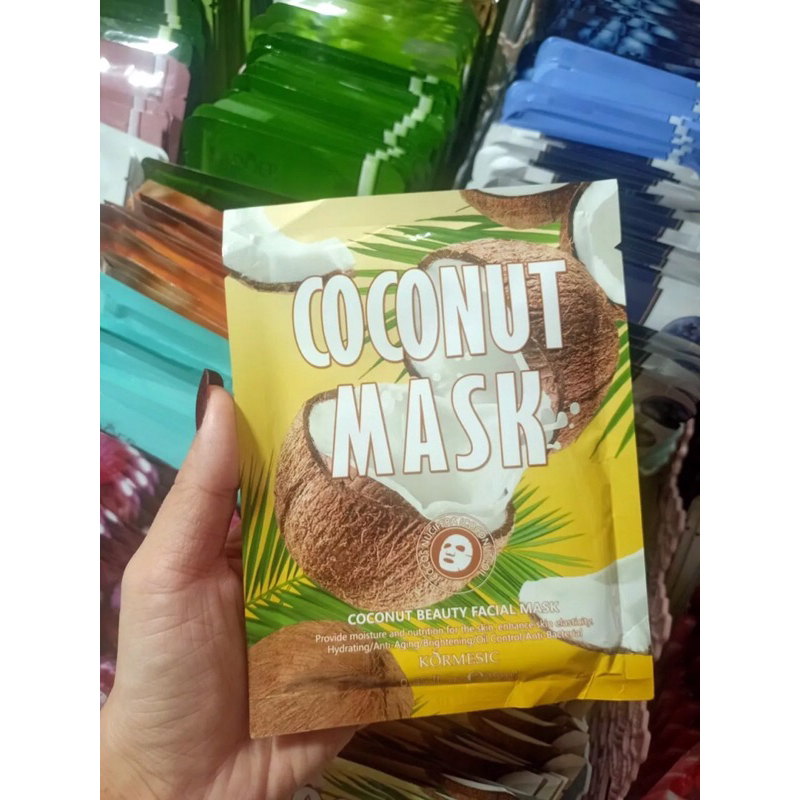 COCONUT
MASK
COCONUT BEAUTY FACIAL MASK
Provide moisture and nutrition for the skin, enhance skin elasticity.
Hydrating/Anti-Aging/Brightening/Oil Control/Anti-Bacterial
KÖRMESIC